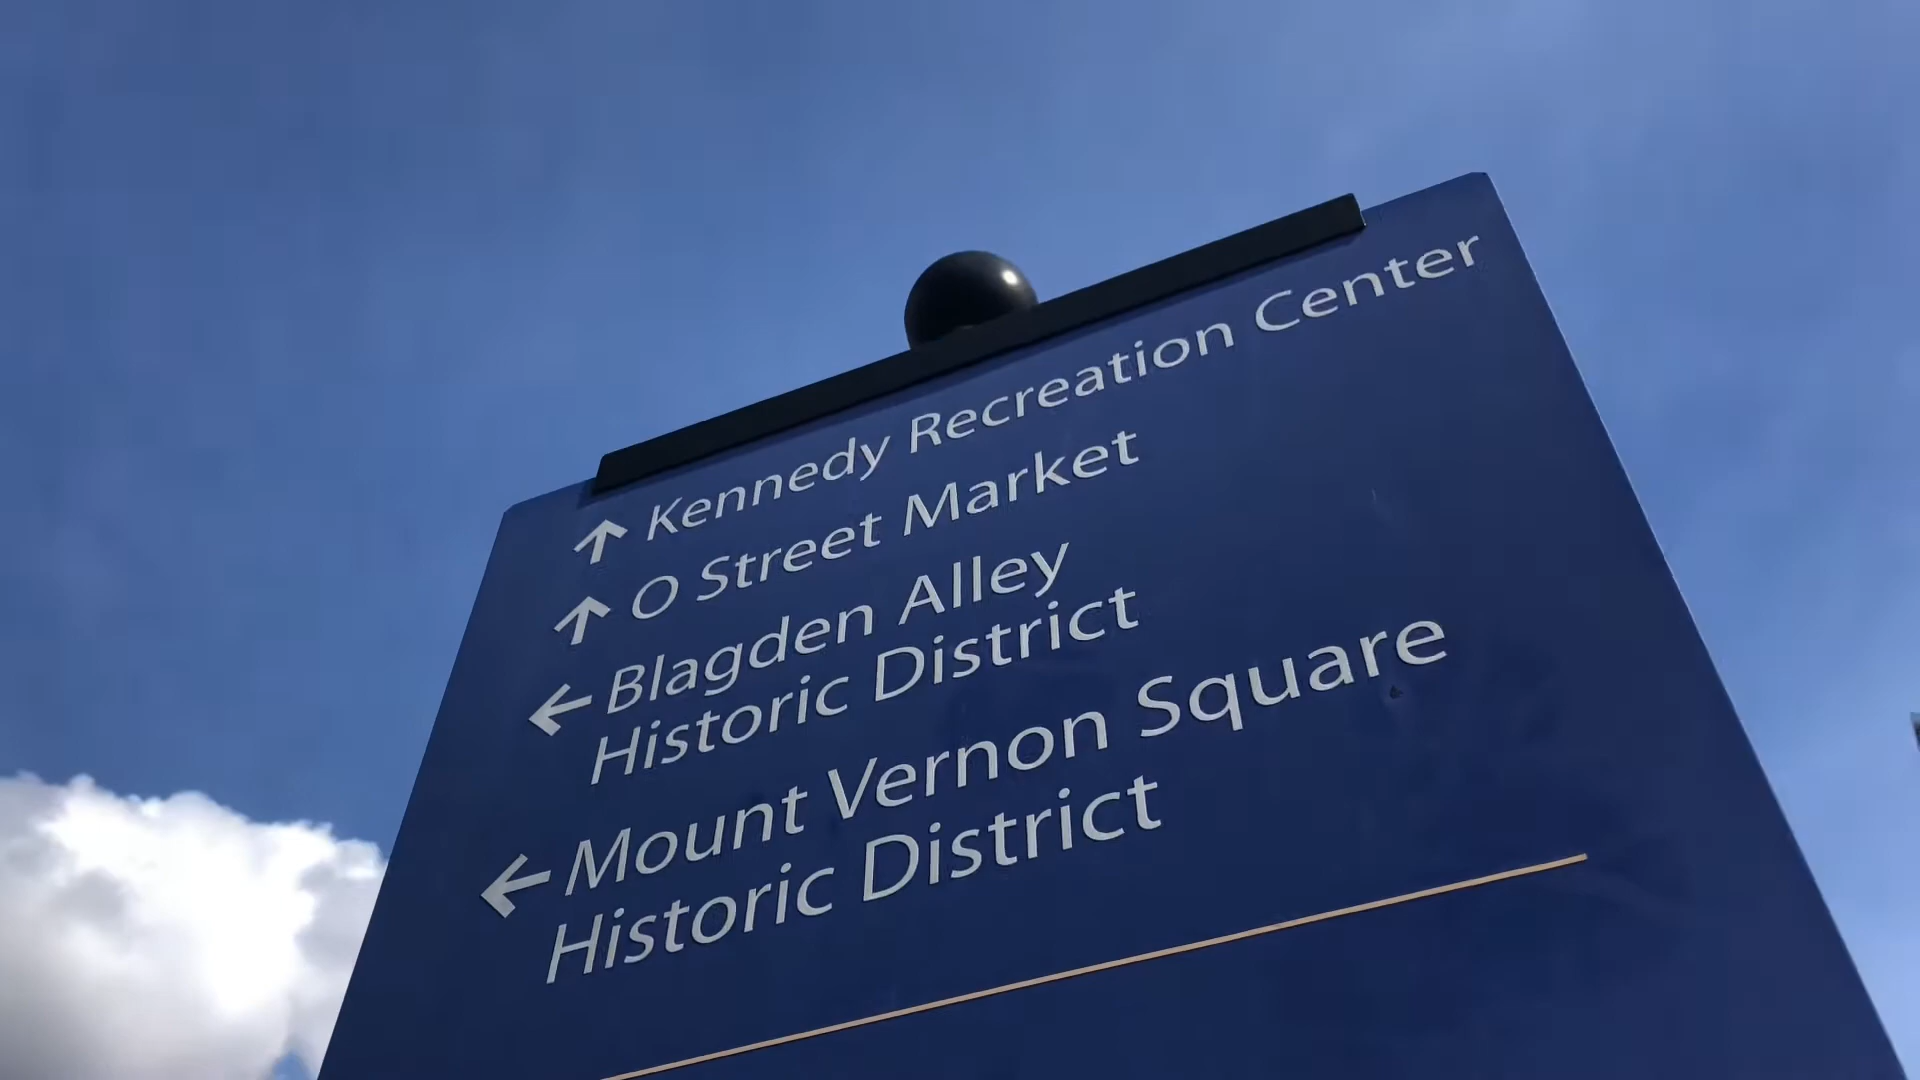 ↑ Kennedy Recreation Center
↑ O Street Market
← Blagden Alley
Historic District
← Mount Vernon Square
Historic District